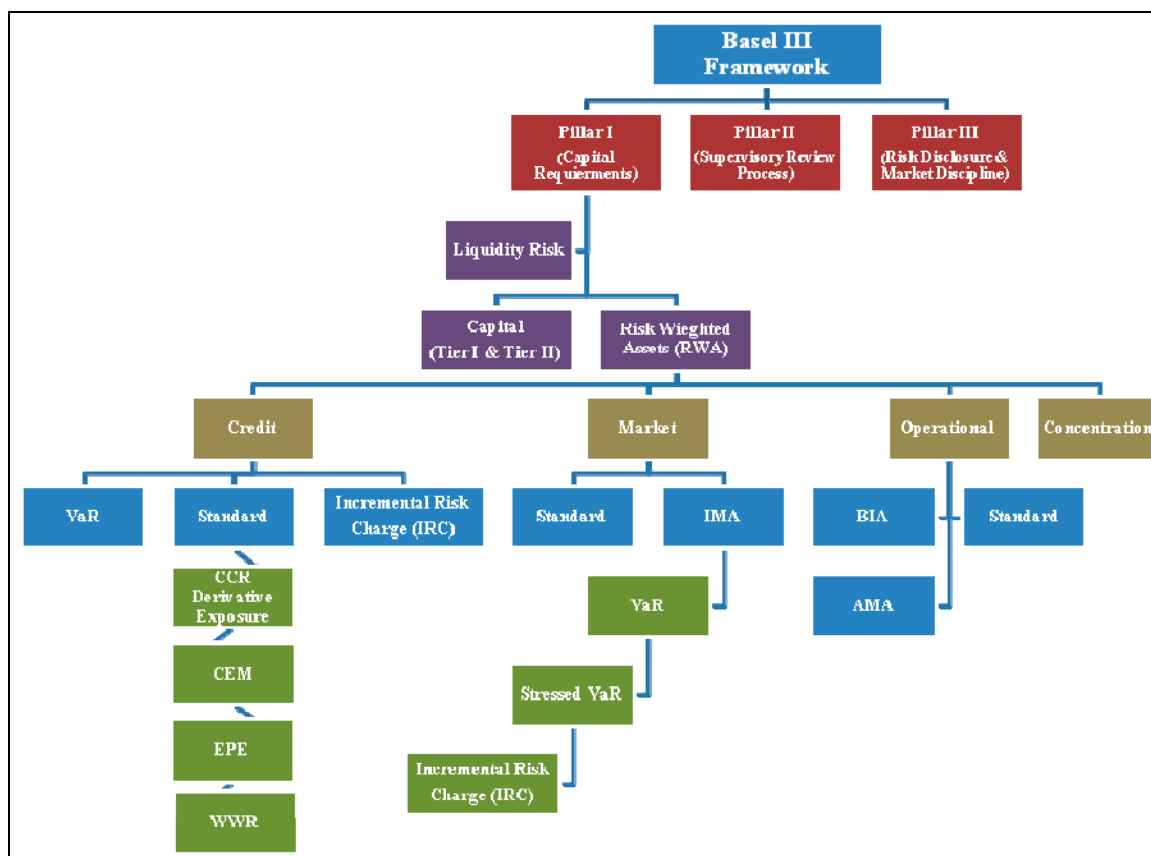 Basel III
Framework
Pillar I
(Capital
Requierments)
Pillar II
(Supervisory Review
Process)
Pillar III
(Risk Disclosure &
Market Discipline)
Liquidity Risk
Capital
(Tier I & Tier II)
Risk Wieghted
Assets (RWA)
Credit
Market
Operational
Concentration
VaR
Standard
Incremental Risk
Charge (IRC)
Standard
IMA
BIA
Standard
CCR
Derivative
Exposure
VaR
AMA
CEM
Stressed VaR
EPE
Incremental Risk
Charge (IRC)
WWR